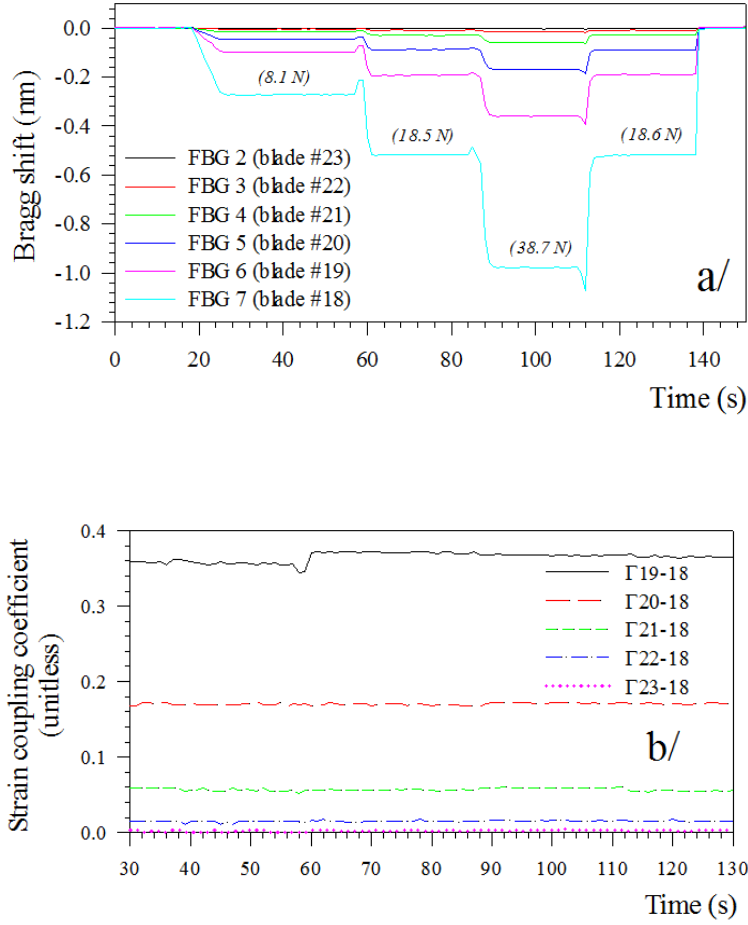 0.0
-0.2
-0.4
-0.6
-0.8
-1.0
-1.2
Bragg shift (nm)
(8.1 N)
(18.5 N)
(18.6 N)
(38.7 N)
FBG 2 (blade #23)
FBG 3 (blade #22)
FBG 4 (blade #21)
FBG 5 (blade #20)
FBG 6 (blade #19)
FBG 7 (blade #18)
a/
0 20 40 60 80 100 120 140
Time (s)
0.4
0.3
0.2
0.1
0.0
Strain coupling coefficient
(unitless)
Γ19-18
Γ20-18
Γ21-18
Γ22-18
Γ23-18
b/
30 40 50 60 70 80 90 100 110 120 130
Time (s)